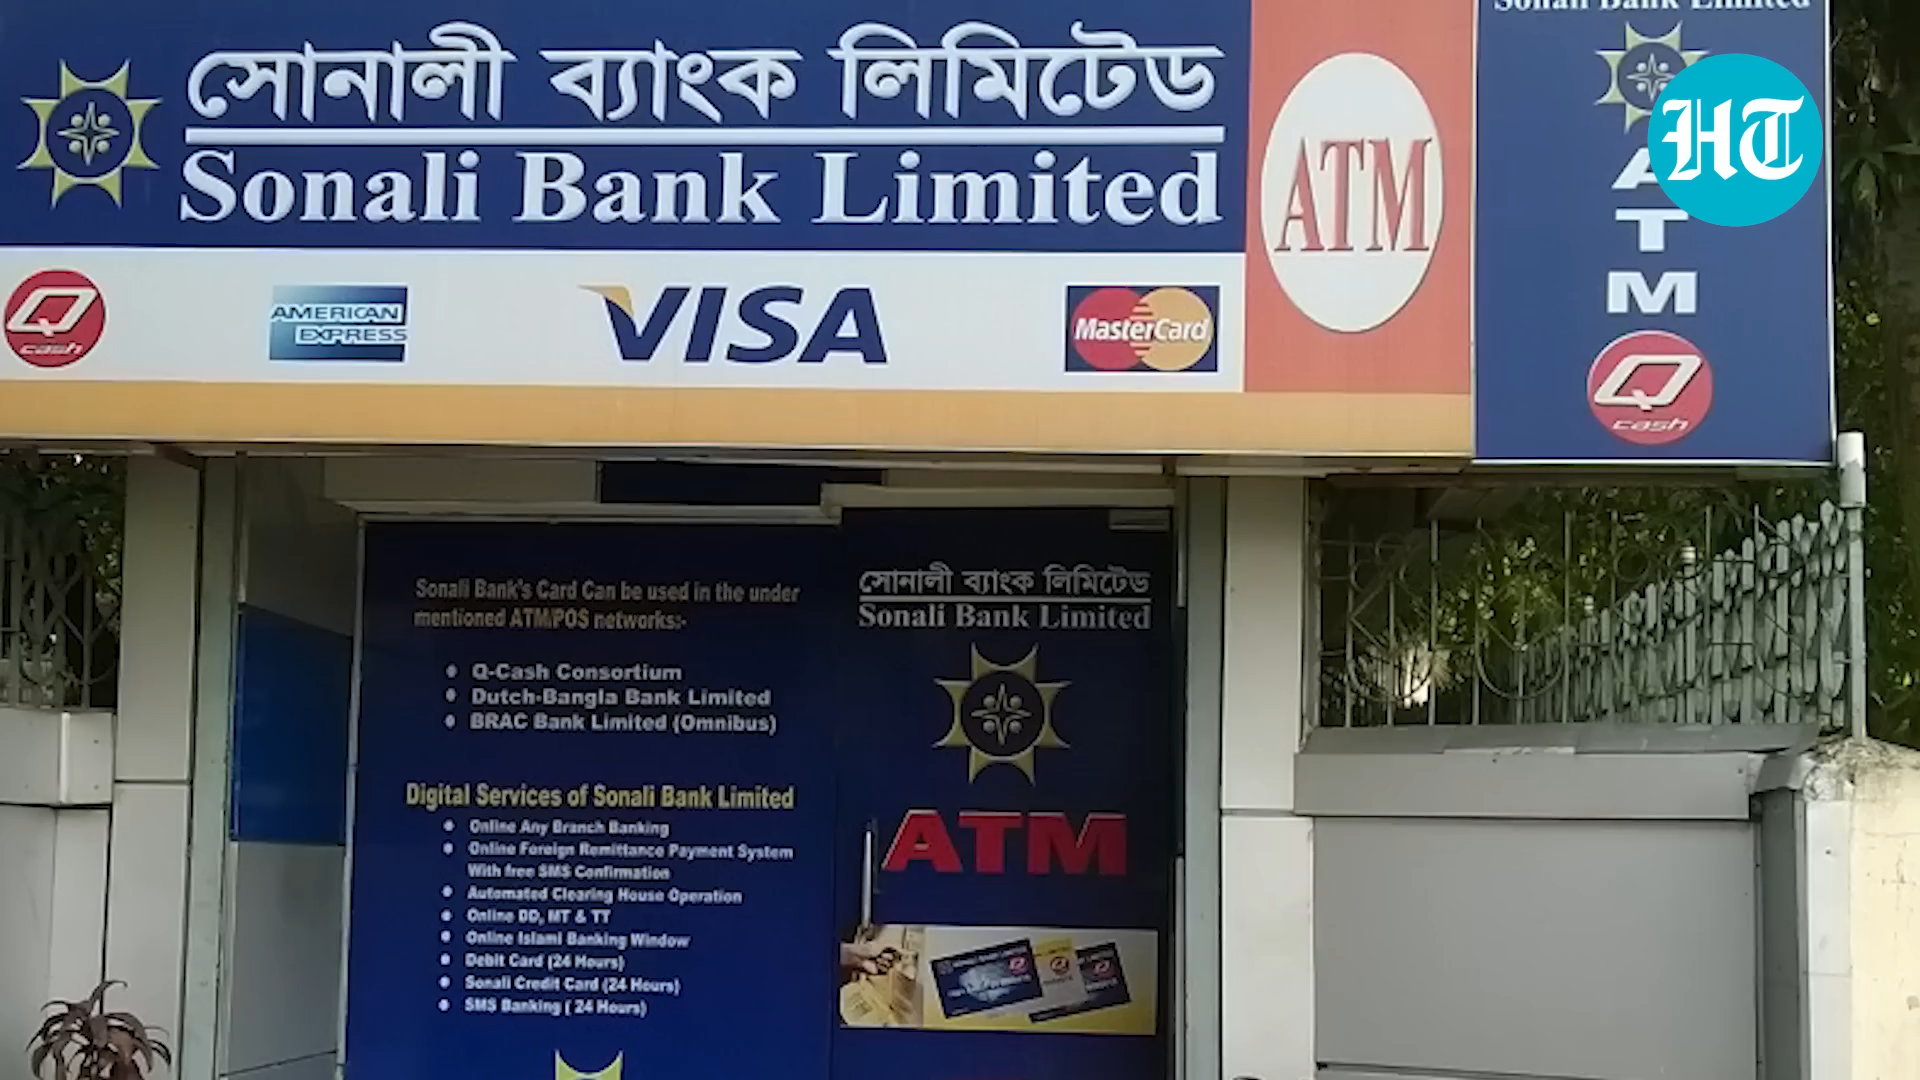 সোনালী ব্যাংক লিমিটেড
Sonali Bank Limited
ATM
Sonali Bank Limited
HT
A
T
M
Q
cash
Q
cash
AMERICAN
EXPRESS
VISA
MasterCard
Sonali Bank's Card Can be used in the under
mentioned ATM/POS networks:-
• Q-Cash Consortium
• Dutch-Bangla Bank Limited
• BRAC Bank Limited (Omnibus)
Digital Services of Sonali Bank Limited
• Online Any Branch Banking
• Online Foreign Remittance Payment System
With free SMS Confirmation
• Automated Clearing House Operation
• Online DD, MT & TT
• Online Islami Banking Window
• Debit Card (24 Hours)
• Sonali Credit Card (24 Hours)
• SMS Banking ( 24 Hours)
সোনালী ব্যাংক লিমিটেড
Sonali Bank Limited
ATM